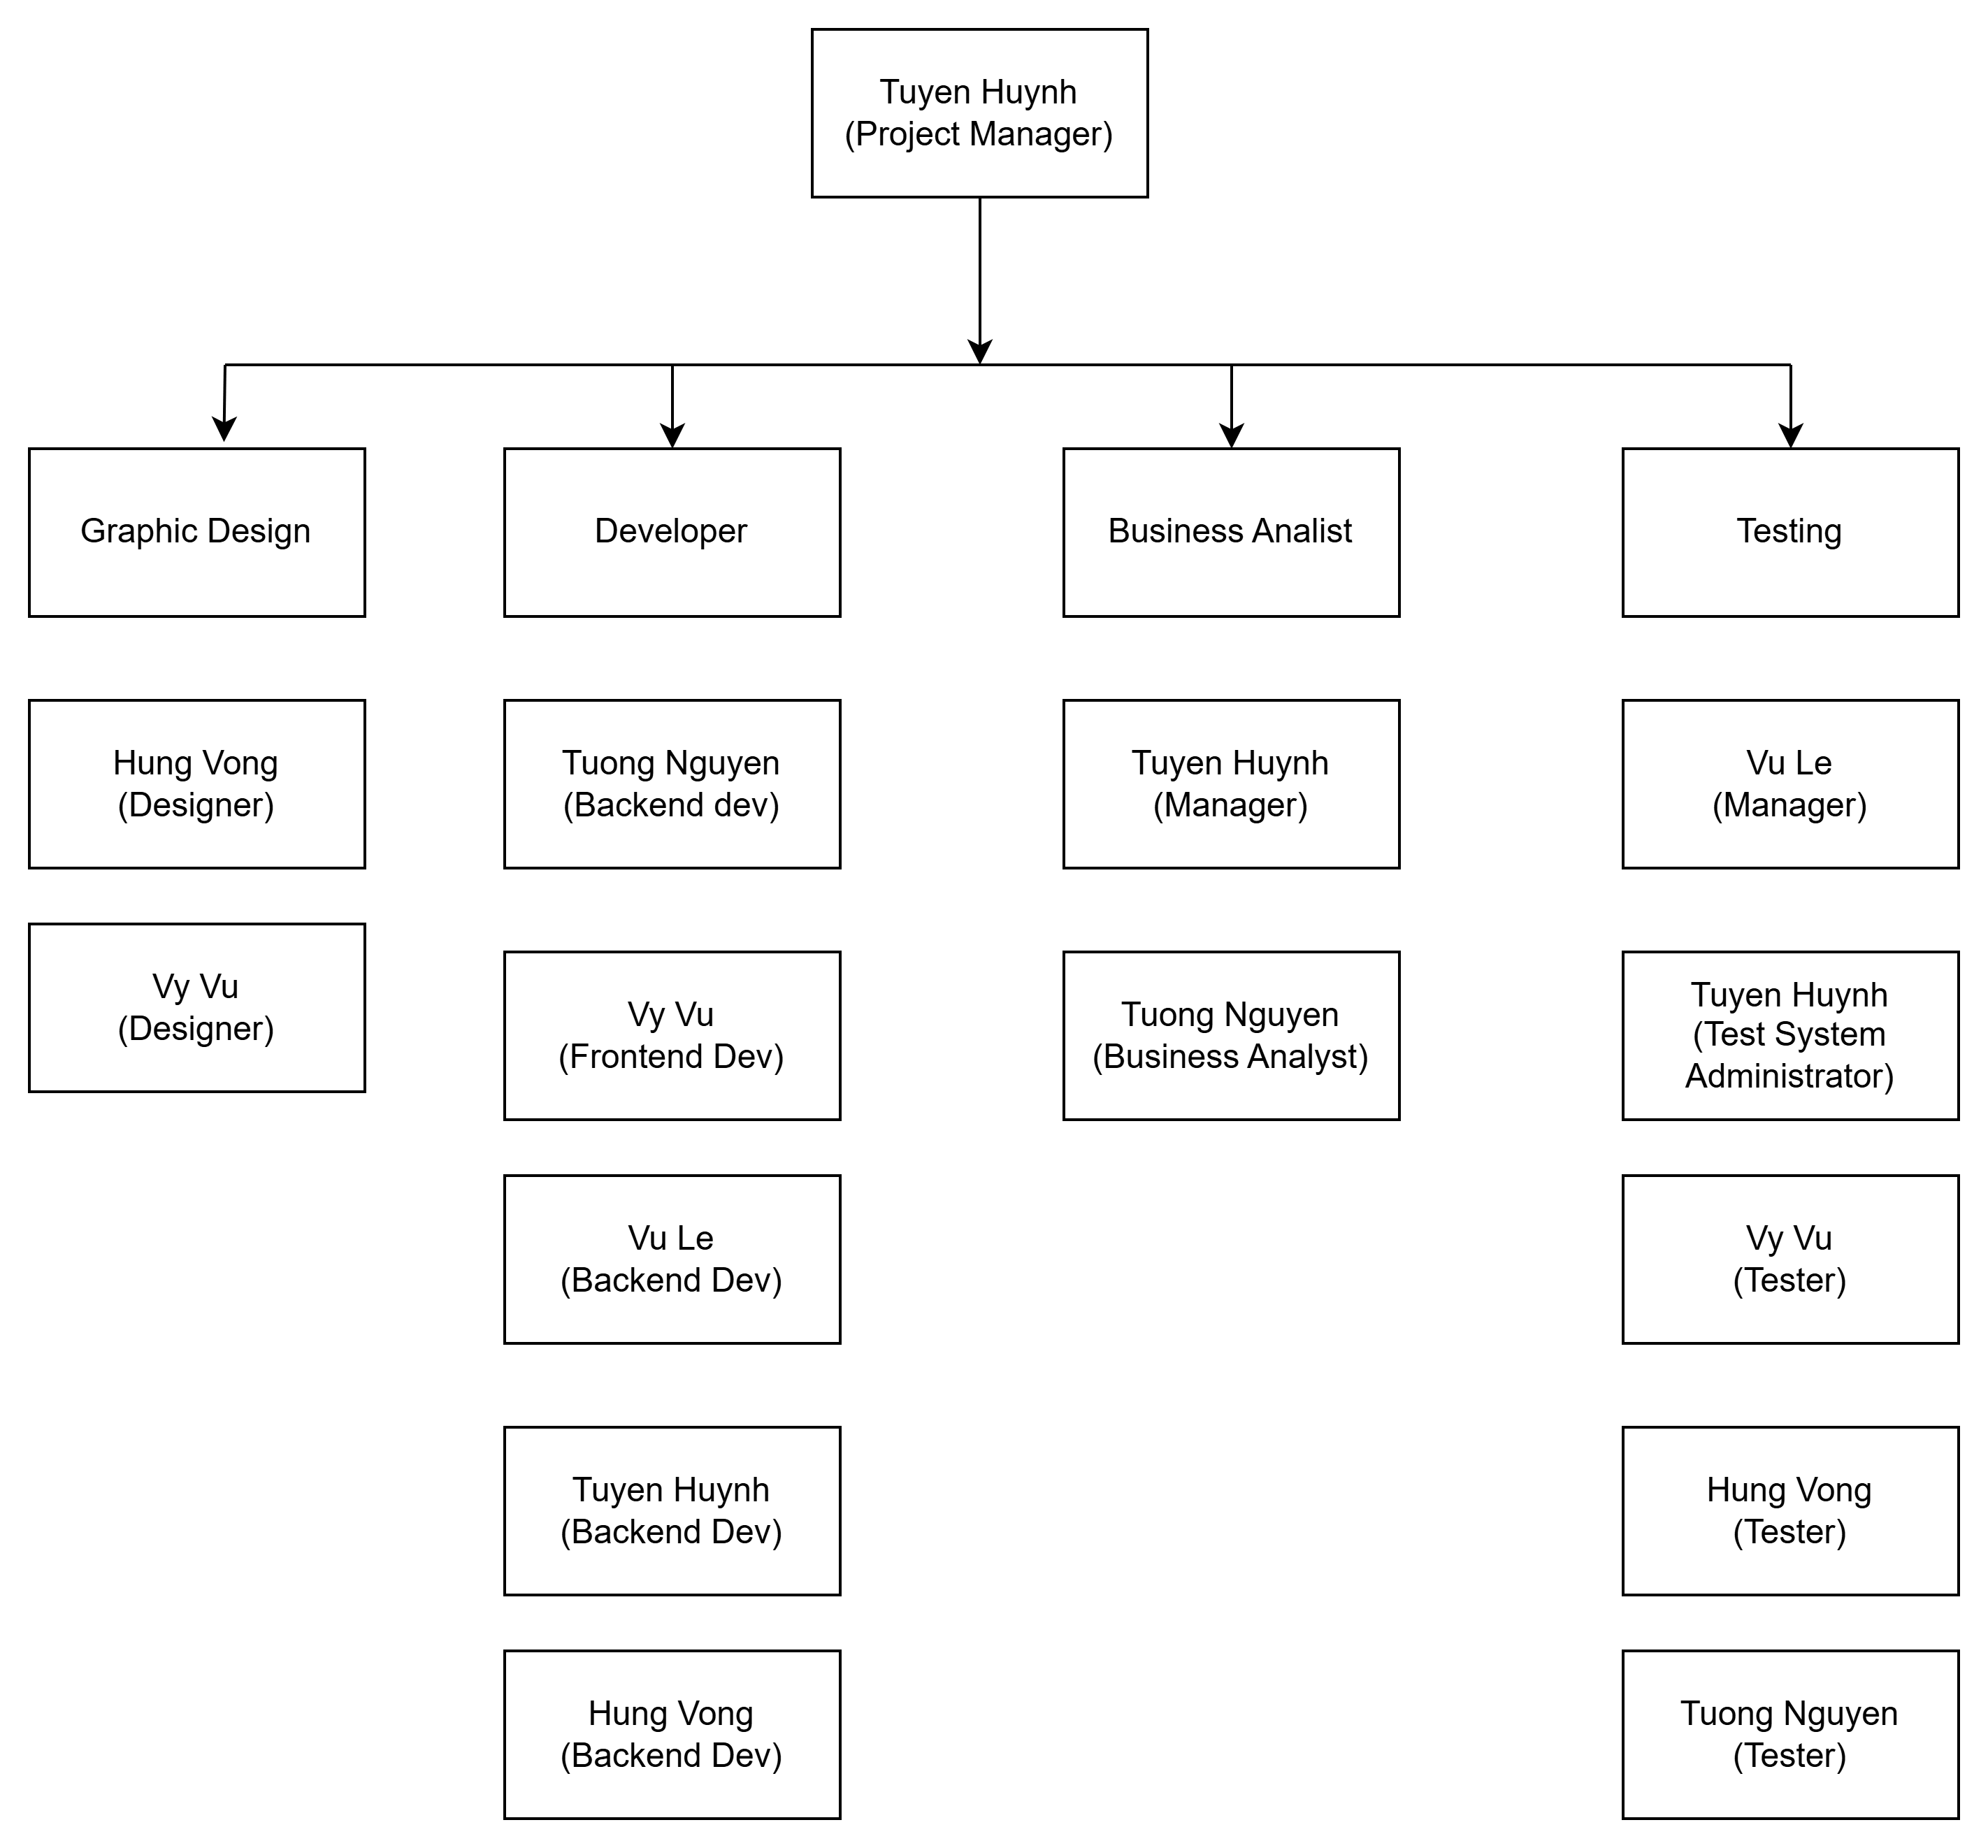 Tuyen Huynh
(Project Manager)
Graphic Design
Developer
Business Analist
Testing
Hung Vong
(Designer)
Tuong Nguyen
(Backend dev)
Tuyen Huynh
(Manager)
Vu Le
(Manager)
Vy Vu
(Designer)
Vy Vu
(Frontend Dev)
Tuong Nguyen
(Business Analyst)
Tuyen Huynh
(Test System
Administrator)
Vu Le
(Backend Dev)
Vy Vu
(Tester)
Tuyen Huynh
(Backend Dev)
Hung Vong
(Tester)
Hung Vong
(Backend Dev)
Tuong Nguyen
(Tester)